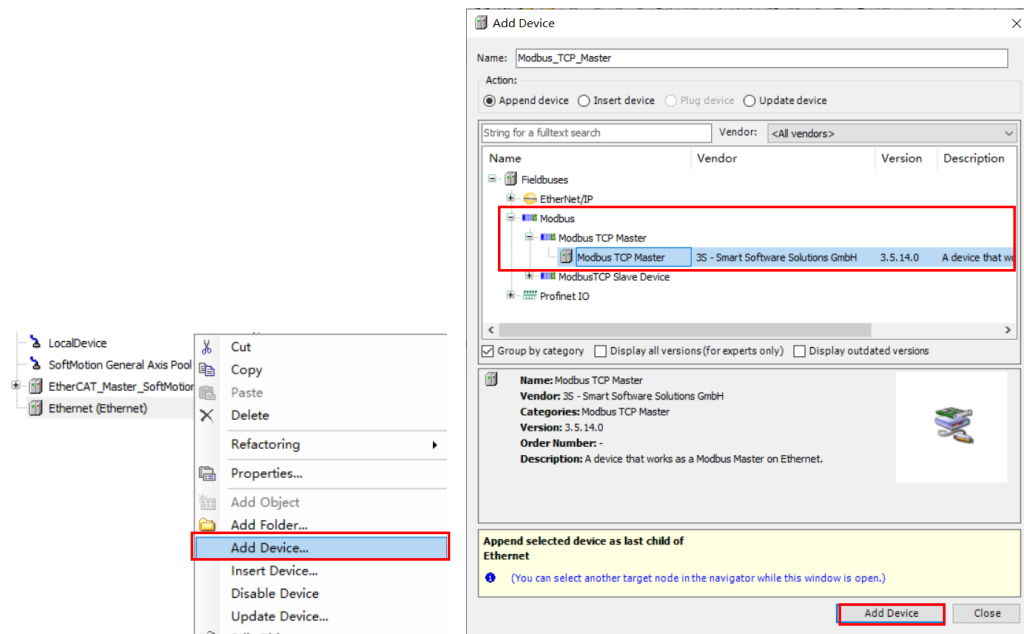 LocalDevice
SoftMotion General Axis Pool
EtherCAT_Master_SoftMotion
Ethernet (Ethernet)
Cut
Copy
Paste
Delete
Refactoring
Properties...
Add Object
Add Folder...
Add Device...
Insert Device...
Disable Device
Update Device...
Add Device
Name: Modbus_TCP_Master
Action:
Append device Insert device Plug device Update device
String for a fulltext search Vendor: <All vendors>
Name Vendor Version Description
Fieldbuses
EtherNet/IP
Modbus
Modbus TCP Master
Modbus TCP Master 3S - Smart Software Solutions GmbH 3.5.14.0 A device that wo
ModbusTCP Slave Device
Profinet IO
Group by category Display all versions (for experts only) Display outdated versions
Name: Modbus TCP Master
Vendor: 3S - Smart Software Solutions GmbH
Categories: Modbus TCP Master
Version: 3.5.14.0
Order Number: -
Description: A device that works as a Modbus Master on Ethernet.
Append selected device as last child of
Ethernet
(You can select another target node in the navigator while this window is open.)
Add Device Close